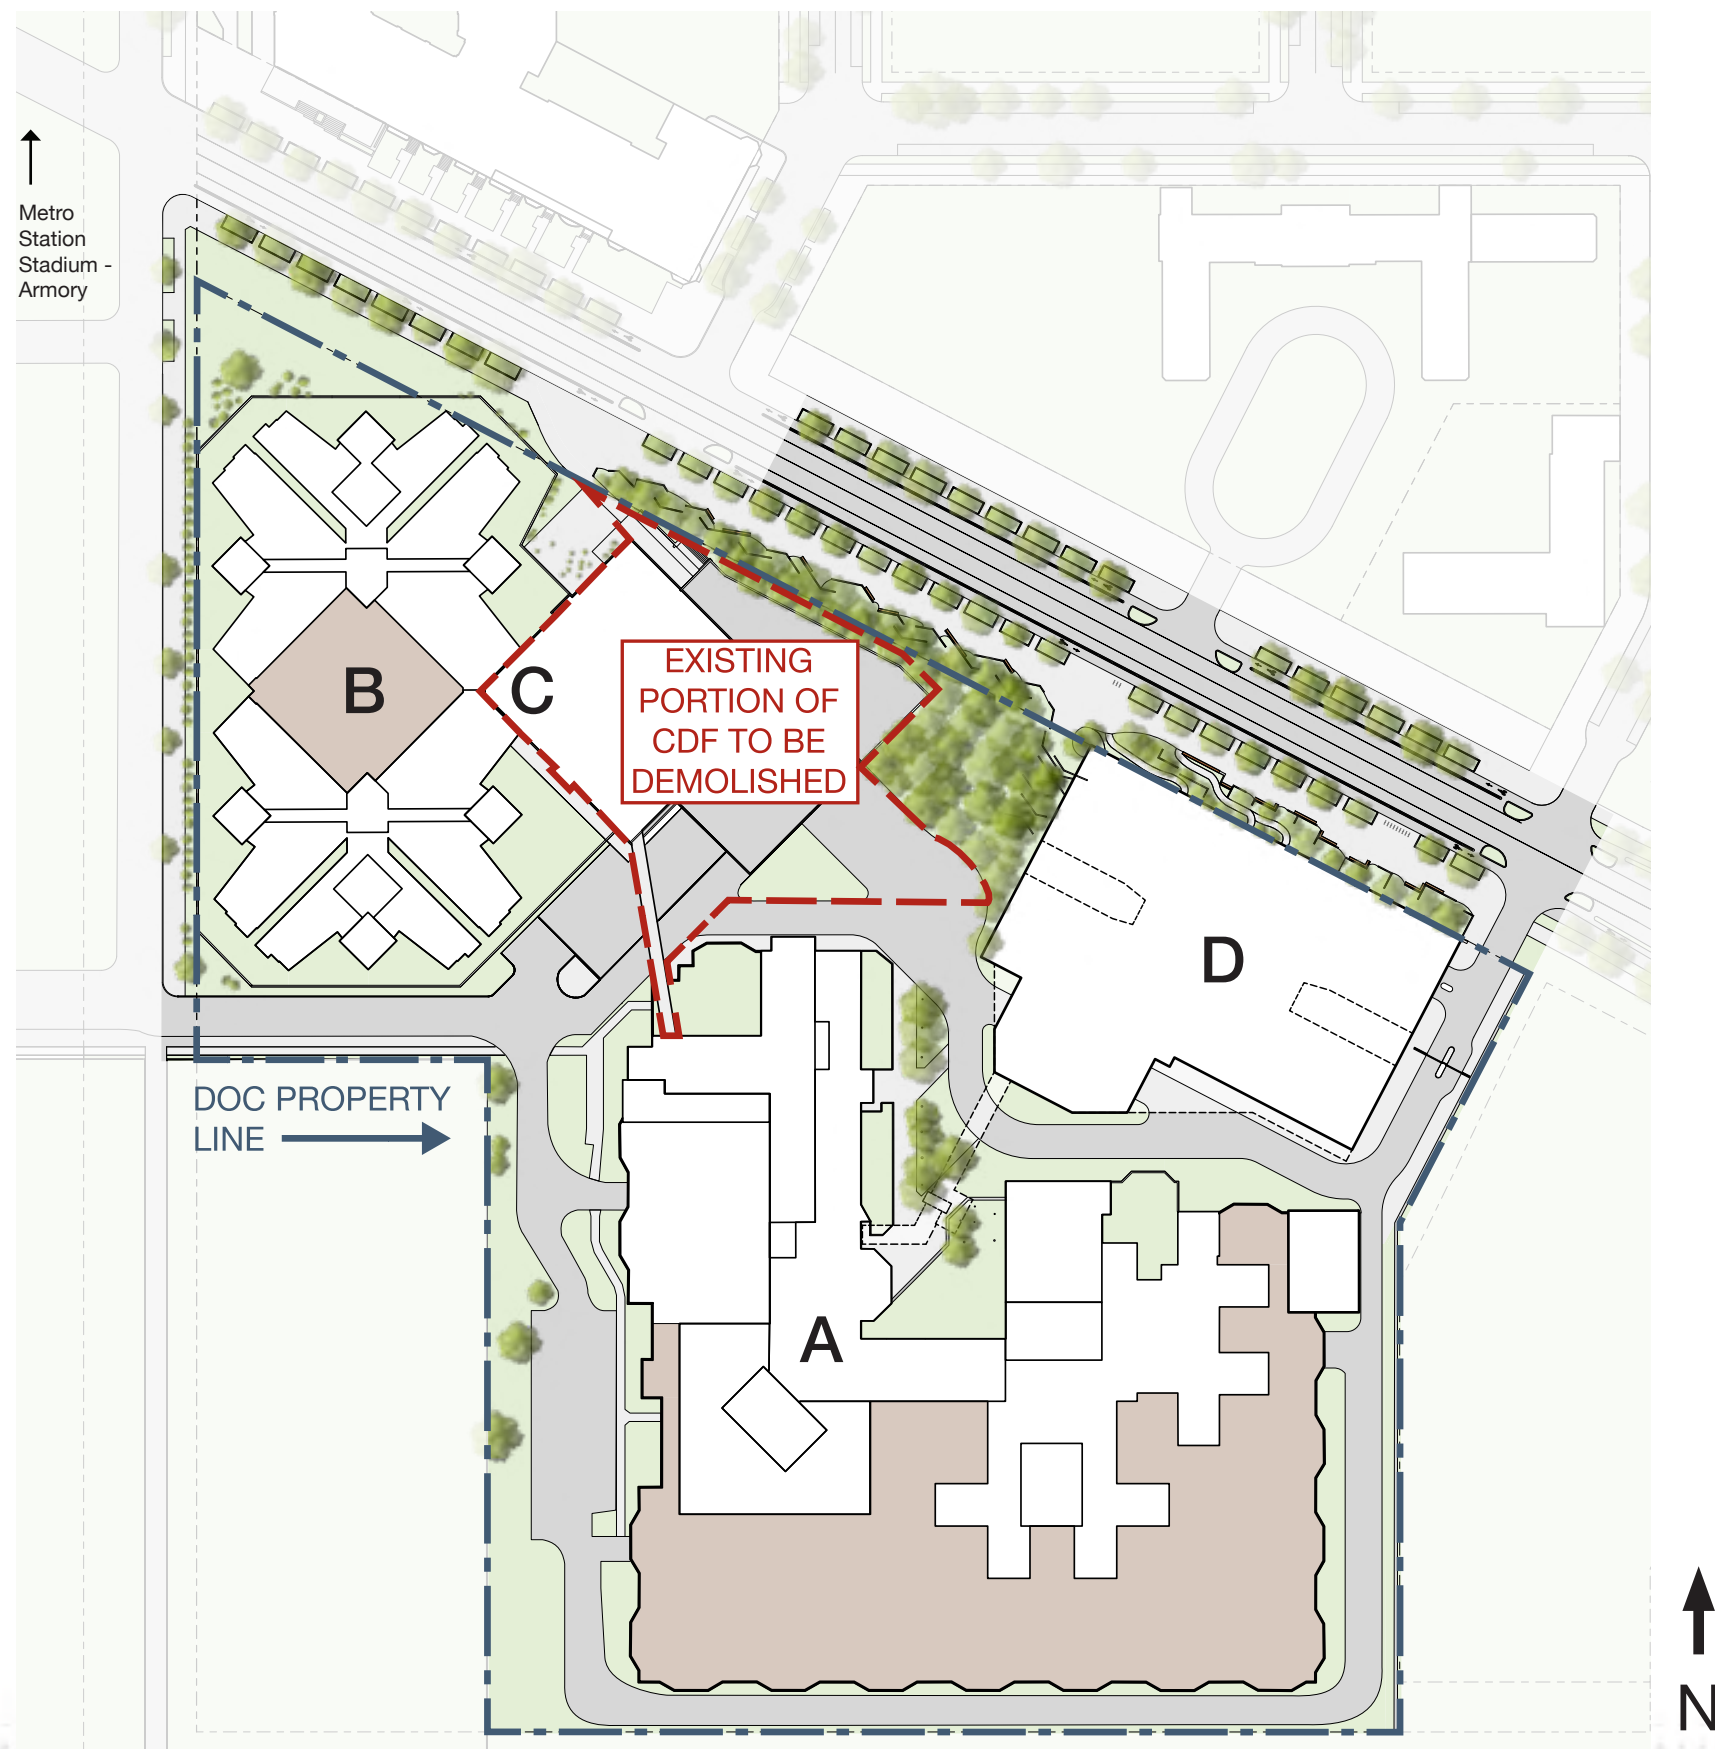 Metro
Station
Stadium -
Armory
B
C
EXISTING
PORTION OF
CDF TO BE
DEMOLISHED
D
DOC PROPERTY
LINE
A
N